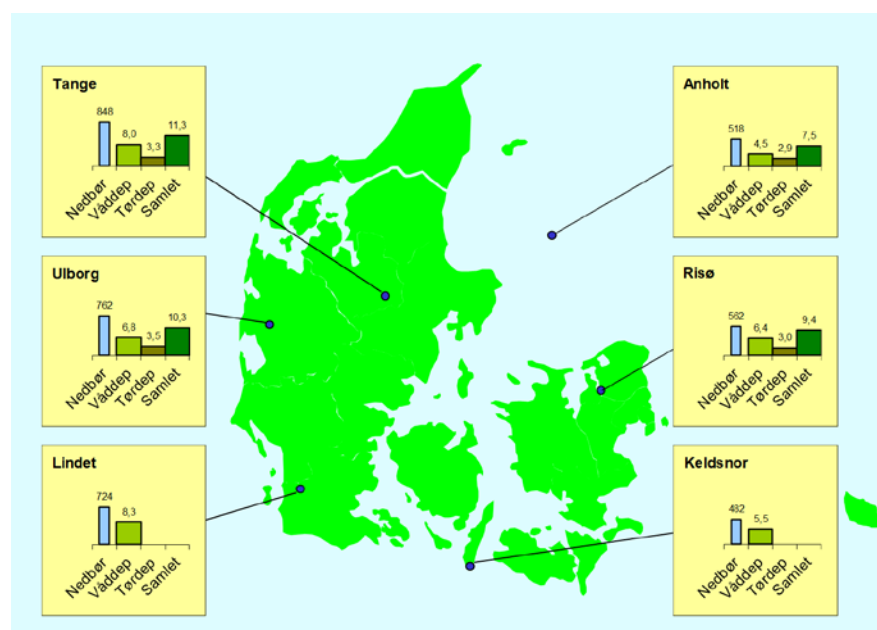 Tange
848
8,0
3,3
11,3
Nedbør
Våddep
Tørdep
Samlet
Ulborg
762
6,8
3,5
10,3
Nedbør
Våddep
Tørdep
Samlet
Lindet
724
8,3
Nedbør
Våddep
Tørdep
Samlet
Anholt
518
4,5
2,9
7,5
Nedbør
Våddep
Tørdep
Samlet
Risø
562
6,4
3,0
9,4
Nedbør
Våddep
Tørdep
Samlet
Keldsnor
482
5,5
Nedbør
Våddep
Tørdep
Samlet